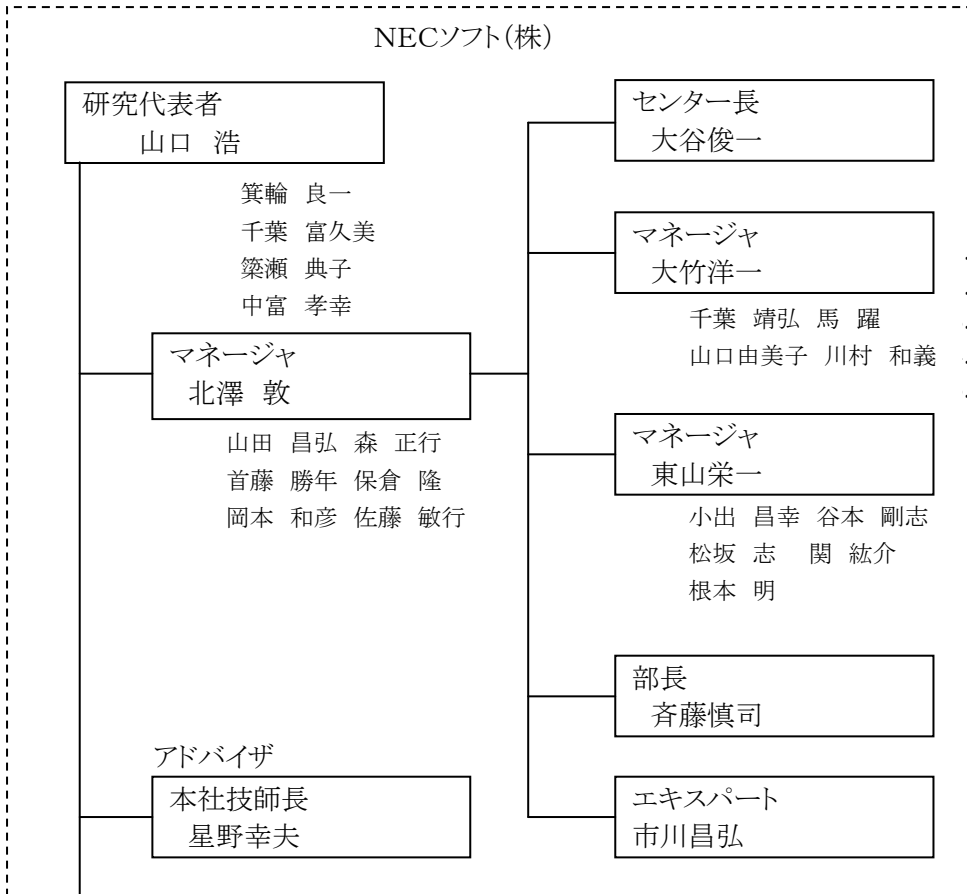 NECソフト(株)
研究代表者
山口 浩
箕輪 良一
千葉 富久美
簗瀬 典子
中富 孝幸
マネージャ
北澤 敦
山田 昌弘 森 正行
首藤 勝年 保倉 隆
岡本 和彦 佐藤 敏行
アドバイザ
本社技師長
星野幸夫
センター長
大谷俊一
マネージャ
大竹洋一
千葉 靖弘 馬 躍
山口由美子 川村 和義
マネージャ
東山栄一
小出 昌幸 谷本 剛志
松坂 志 関 紘介
根本 明
部長
斉藤慎司
エキスパート
市川昌弘